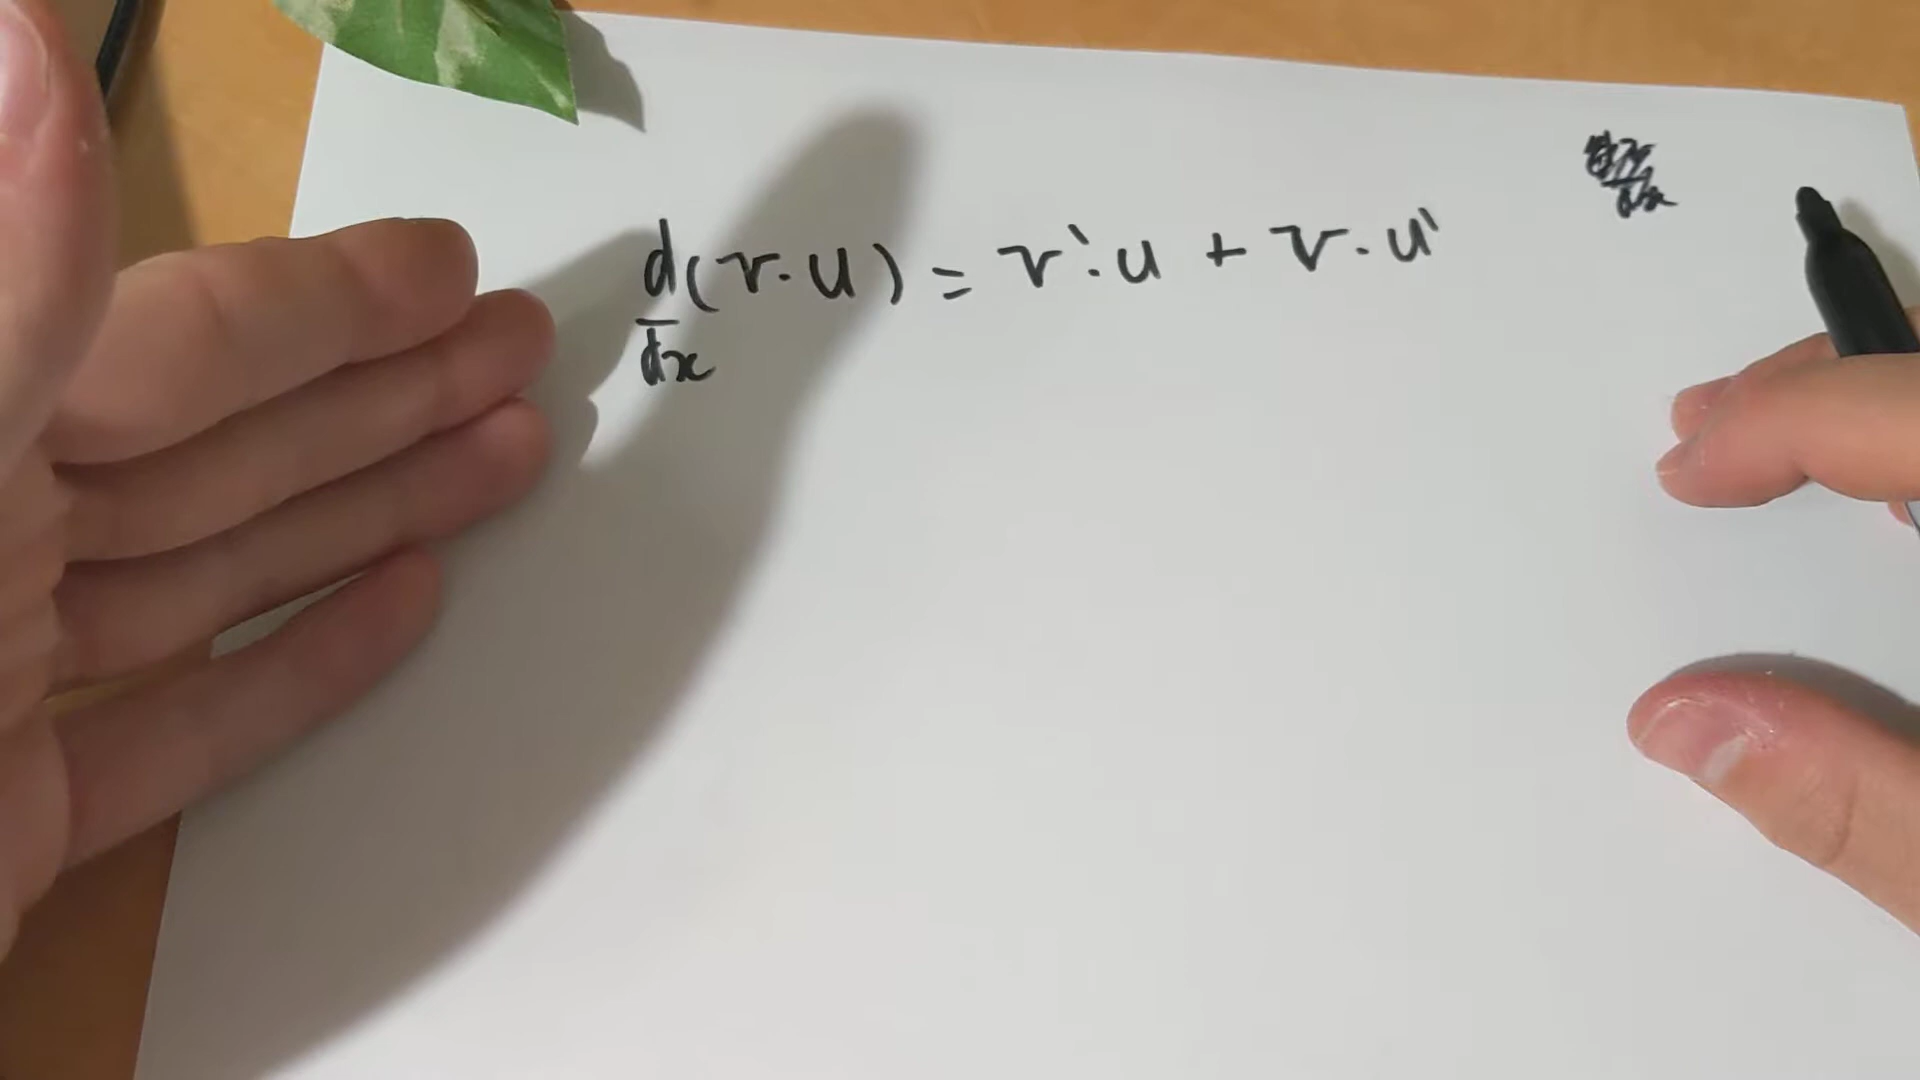 d/dx (v·u) = v'·u + v·u'